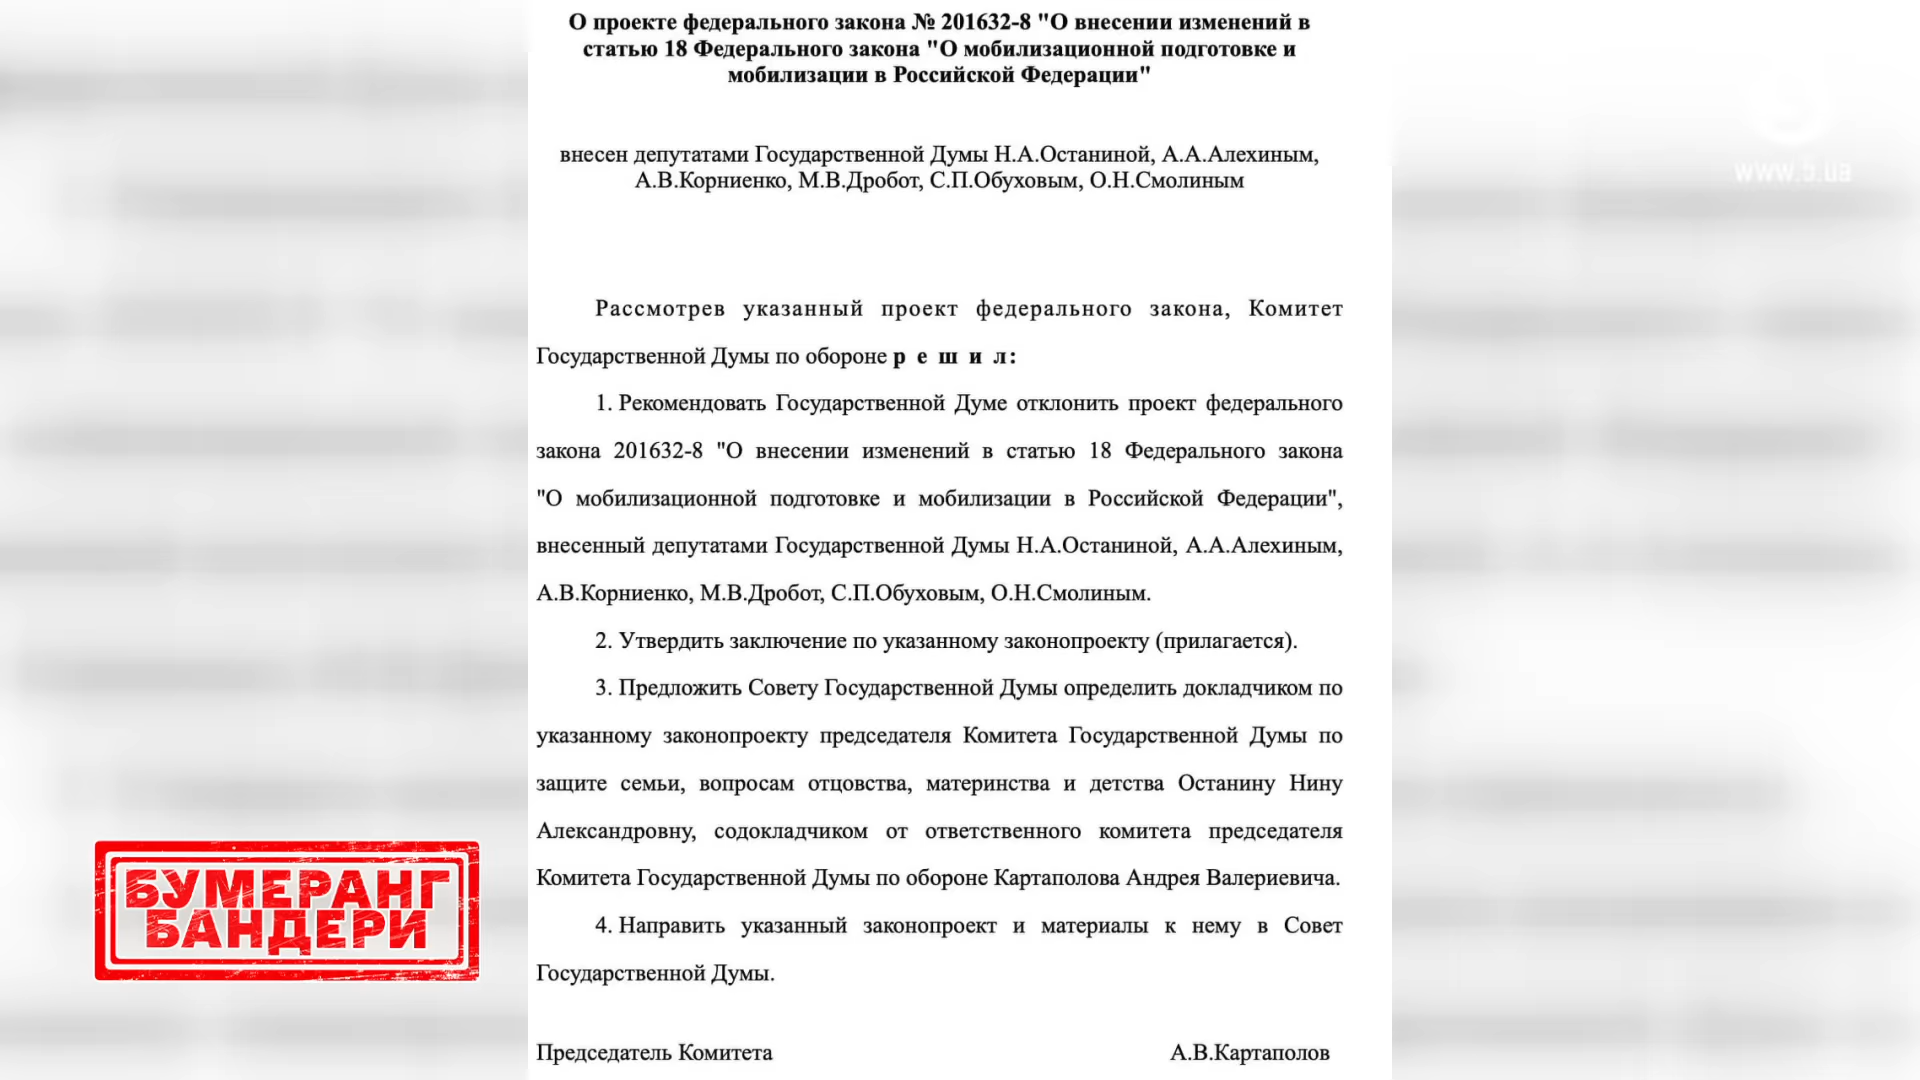 О проекте федерального закона № 201632-8 "О внесении изменений в
статью 18 Федерального закона "О мобилизационной подготовке и
мобилизации в Российской Федерации"
www.5.ua
внесен депутатами Государственной Думы Н.А.Останиной, А.А.Алехиным,
А.В.Корниенко, М.В.Дробот, С.П.Обуховым, О.Н.Смолиным
Рассмотрев указанный проект федерального закона, Комитет
Государственной Думы по обороне р е ш и л:
1. Рекомендовать Государственной Думе отклонить проект федерального
закона 201632-8 "О внесении изменений в статью 18 Федерального закона
"О мобилизационной подготовке и мобилизации в Российской Федерации",
внесенный депутатами Государственной Думы Н.А.Останиной, А.А.Алехиным,
А.В.Корниенко, М.В.Дробот, С.П.Обуховым, О.Н.Смолиным.
2. Утвердить заключение по указанному законопроекту (прилагается).
3. Предложить Совету Государственной Думы определить докладчиком по
указанному законопроекту председателя Комитета Государственной Думы по
защите семьи, вопросам отцовства, материнства и детства Останину Нину
Александровну, содокладчиком от ответственного комитета председателя
Комитета Государственной Думы по обороне Картаполова Андрея Валериевича.
4. Направить указанный законопроект и материалы к нему в Совет
Государственной Думы.
Председатель Комитета А.В.Картаполов
БУМЕРАНГ
БАНДЕРИ